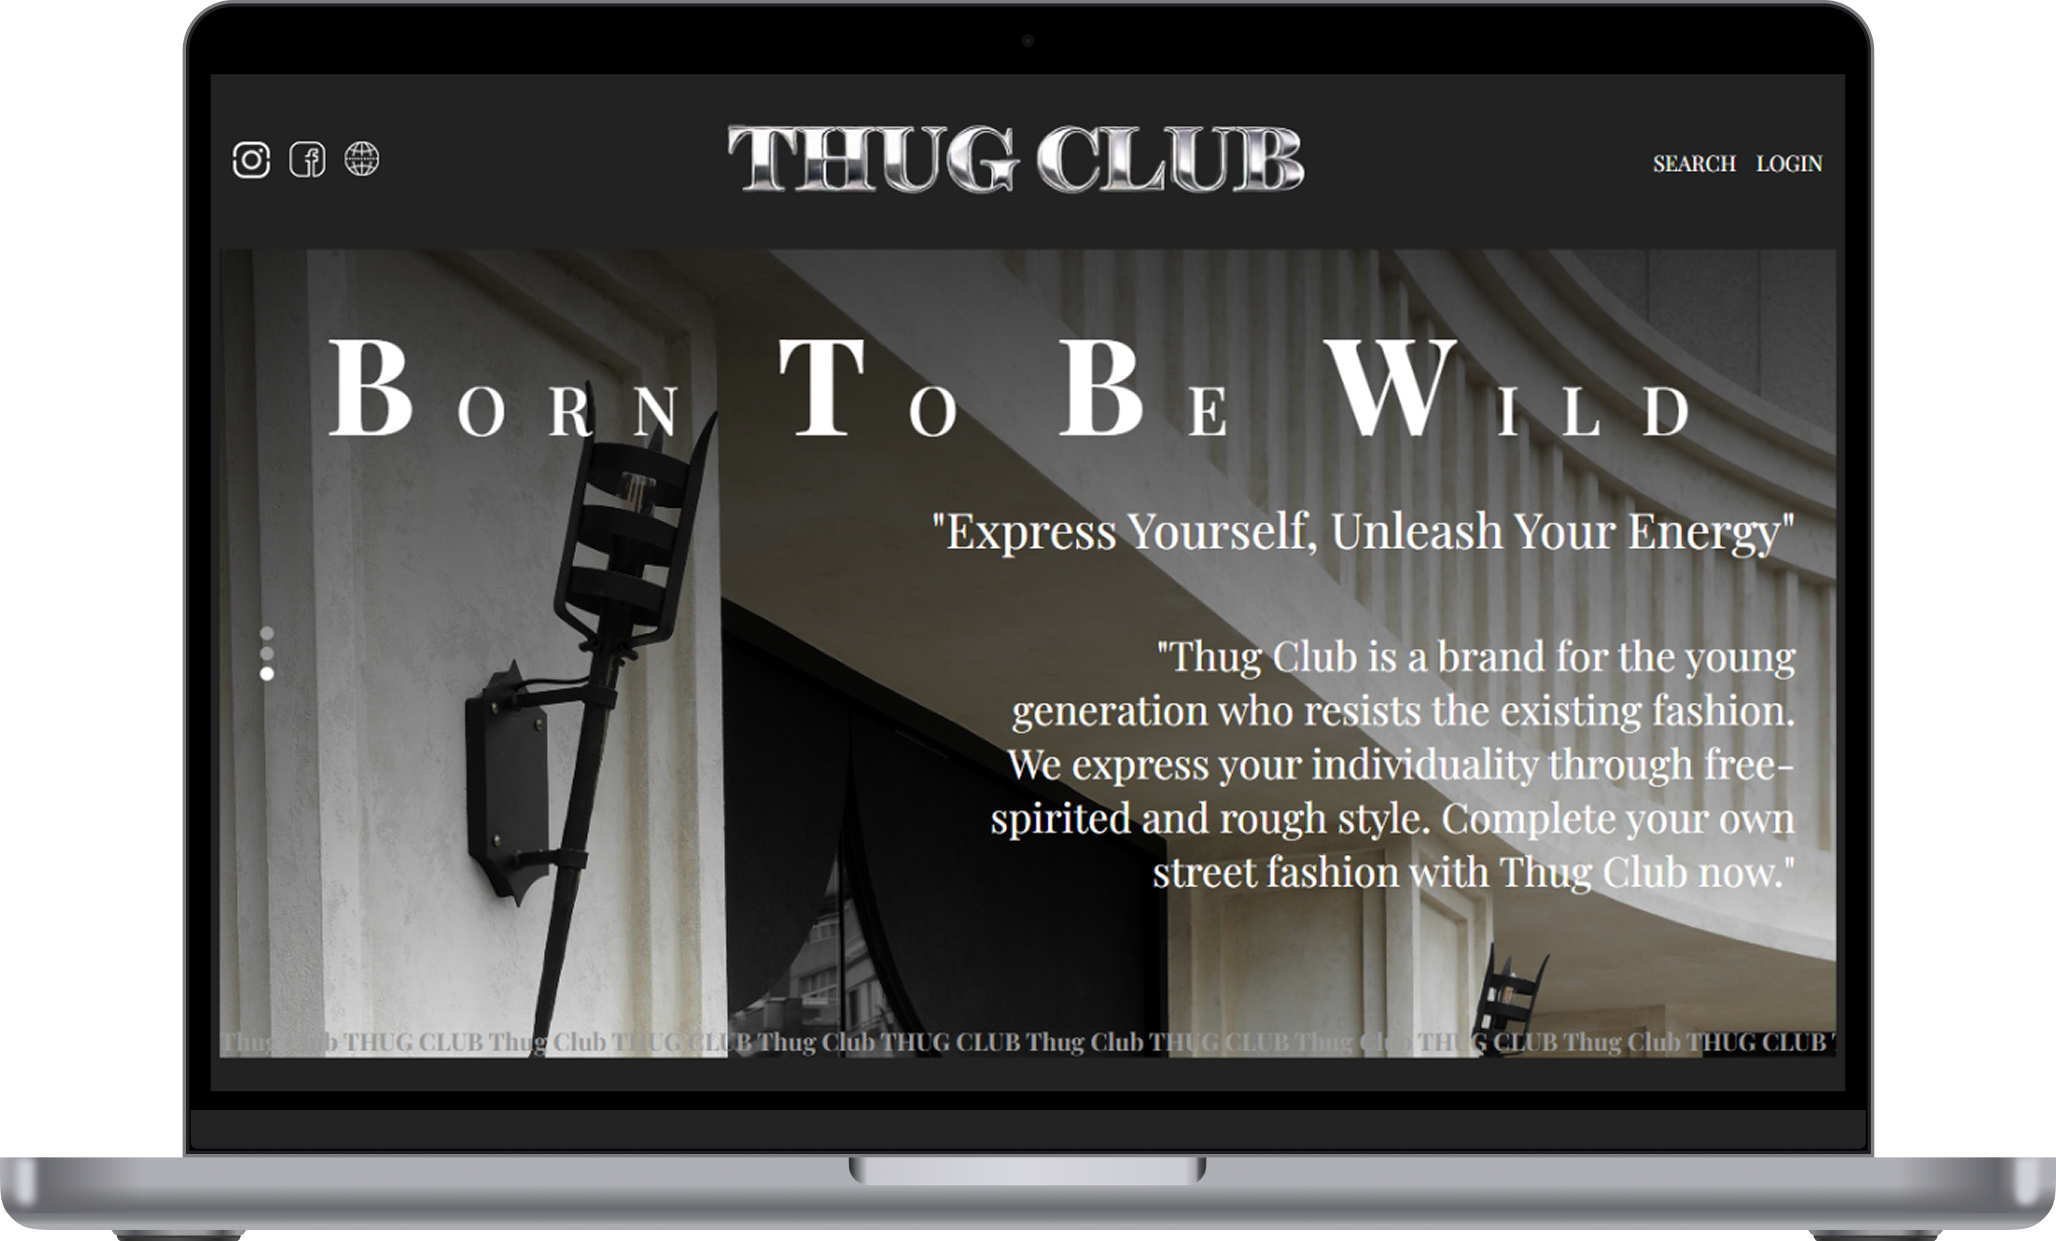 THUG CLUB
SEARCH LOGIN
BORN TO BE WILD
"Express Yourself, Unleash Your Energy"
"Thug Club is a brand for the young
generation who resists the existing fashion.
We express your individuality through free-
spirited and rough style. Complete your own
street fashion with Thug Club now."
Thug Club THUG CLUB Thug Club THUG CLUB Thug Club THUG CLUB Thug Club THUG CLUB Thug Club THUG CLUB Thug Club THUG CLUB